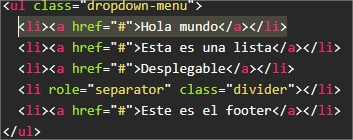 <ul class="dropdown-menu">
<li><a href="#">Hola mundo</a></li>
<li><a href="#">Esta es una lista</a></li>
<li><a href="#">Desplegable</a></li>
<li role="separator" class="divider"></li>
<li><a href="#">Este es el footer</a></li>
</ul>